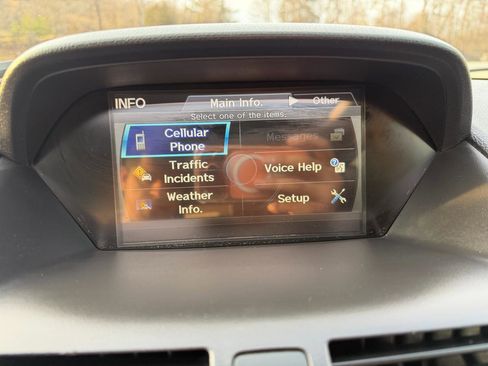 INFO
Main Info.
Other
Select one of the items.
Cellular
Phone
Messages
Traffic
Incidents
Voice Help
Weather
Info.
Setup